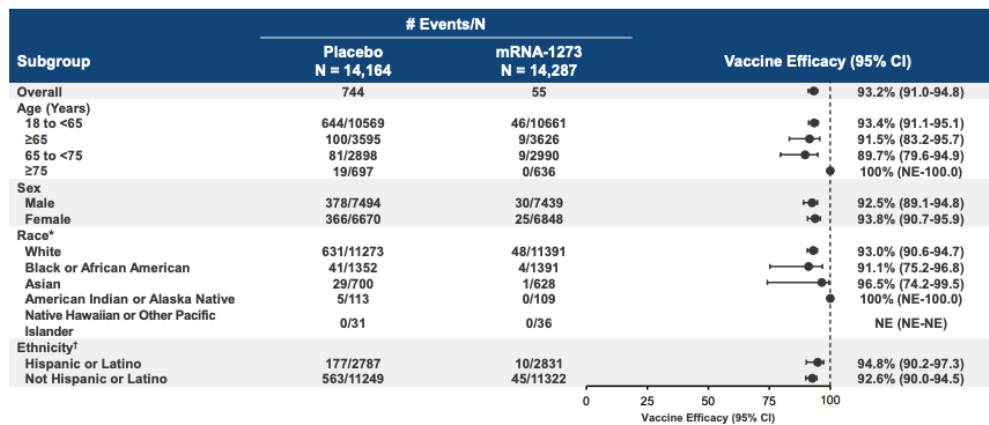 # Events/N
Subgroup Placebo N = 14,164 mRNA-1273 N = 14,287 Vaccine Efficacy (95% CI)
Overall 744 55 93.2% (91.0-94.8)
Age (Years)
18 to <65 644/10569 46/10661 93.4% (91.1-95.1)
≥65 100/3595 9/3626 91.5% (83.2-95.7)
65 to <75 81/2898 9/2990 89.7% (79.6-94.9)
≥75 19/697 0/636 100% (NE-100.0)
Sex
Male 378/7494 30/7439 92.5% (89.1-94.8)
Female 366/6670 25/6848 93.8% (90.7-95.9)
Race*
White 631/11273 48/11391 93.0% (90.6-94.7)
Black or African American 41/1352 4/1391 91.1% (75.2-96.8)
Asian 29/700 1/628 96.5% (74.2-99.5)
American Indian or Alaska Native 5/113 0/109 100% (NE-100.0)
Native Hawaiian or Other Pacific
Islander 0/31 0/36 NE (NE-NE)
Ethnicity†
Hispanic or Latino 177/2787 10/2831 94.8% (90.2-97.3)
Not Hispanic or Latino 563/11249 45/11322 92.6% (90.0-94.5)
0 25 50 75 100
Vaccine Efficacy (95% CI)